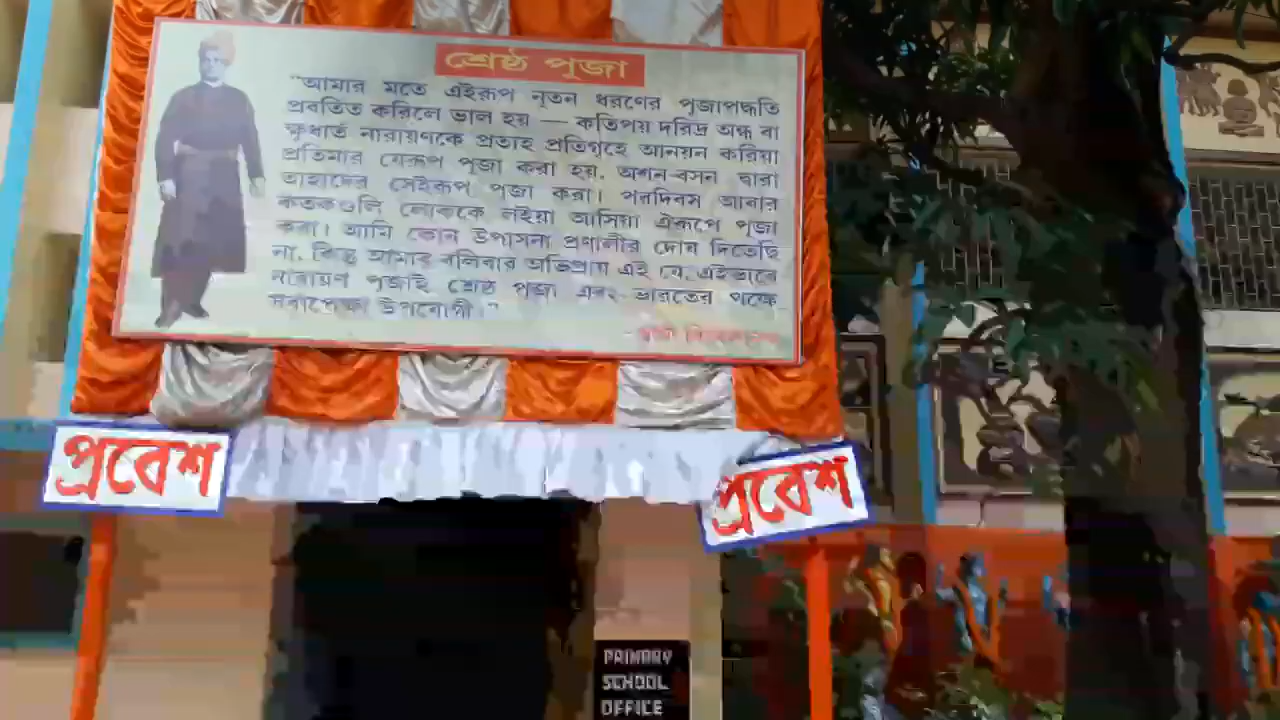 শ্রেষ্ঠ পূজা
"আমার মতে এইরূপ নূতন ধরণের পূজাপদ্ধতি
প্রবর্তিত করিলে ভাল হয় — কতিপয় দরিদ্র অন্ধ বা
ক্ষুধার্ত নারায়ণকে প্রত্যহ প্রতিগৃহে আনয়ন করিয়া
প্রতিমার যেরূপ পূজা করা হয়, অশন-বসন দ্বারা
তাহাদের সেইরূপ পূজা করা। পরদিবস আবার
কতকগুলি লোককে লইয়া আসিয়া ঐরূপে পূজা
করা। আমি কোন উপাসনা প্রণালীর দোষ দিতেছি
না, কিন্তু আমার বলিবার অভিপ্রায় এই যে, এইভাবে
নারায়ণ পূজাই শ্রেষ্ঠ পূজা এবং ভারতের পক্ষে
সর্বাপেক্ষা উপযোগী।"
প্রবেশ
প্রবেশ
PRIMARY
SCHOOL
OFFICE